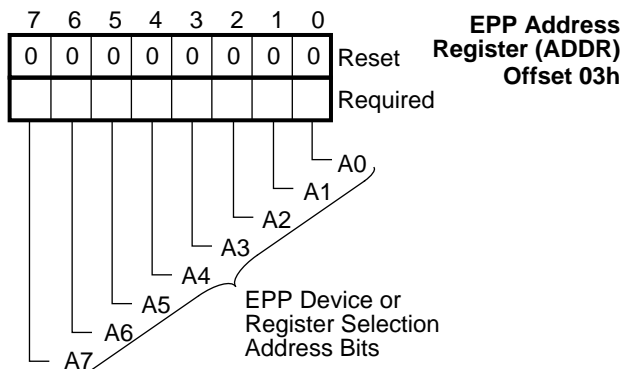 7 6 5 4 3 2 1 0
EPP Address
Register (ADDR)
Offset 03h
0 0 0 0 0 0 0 0 Reset
Required
A0
A1
A2
A3
A4
A5
A6
A7
EPP Device or
Register Selection
Address Bits